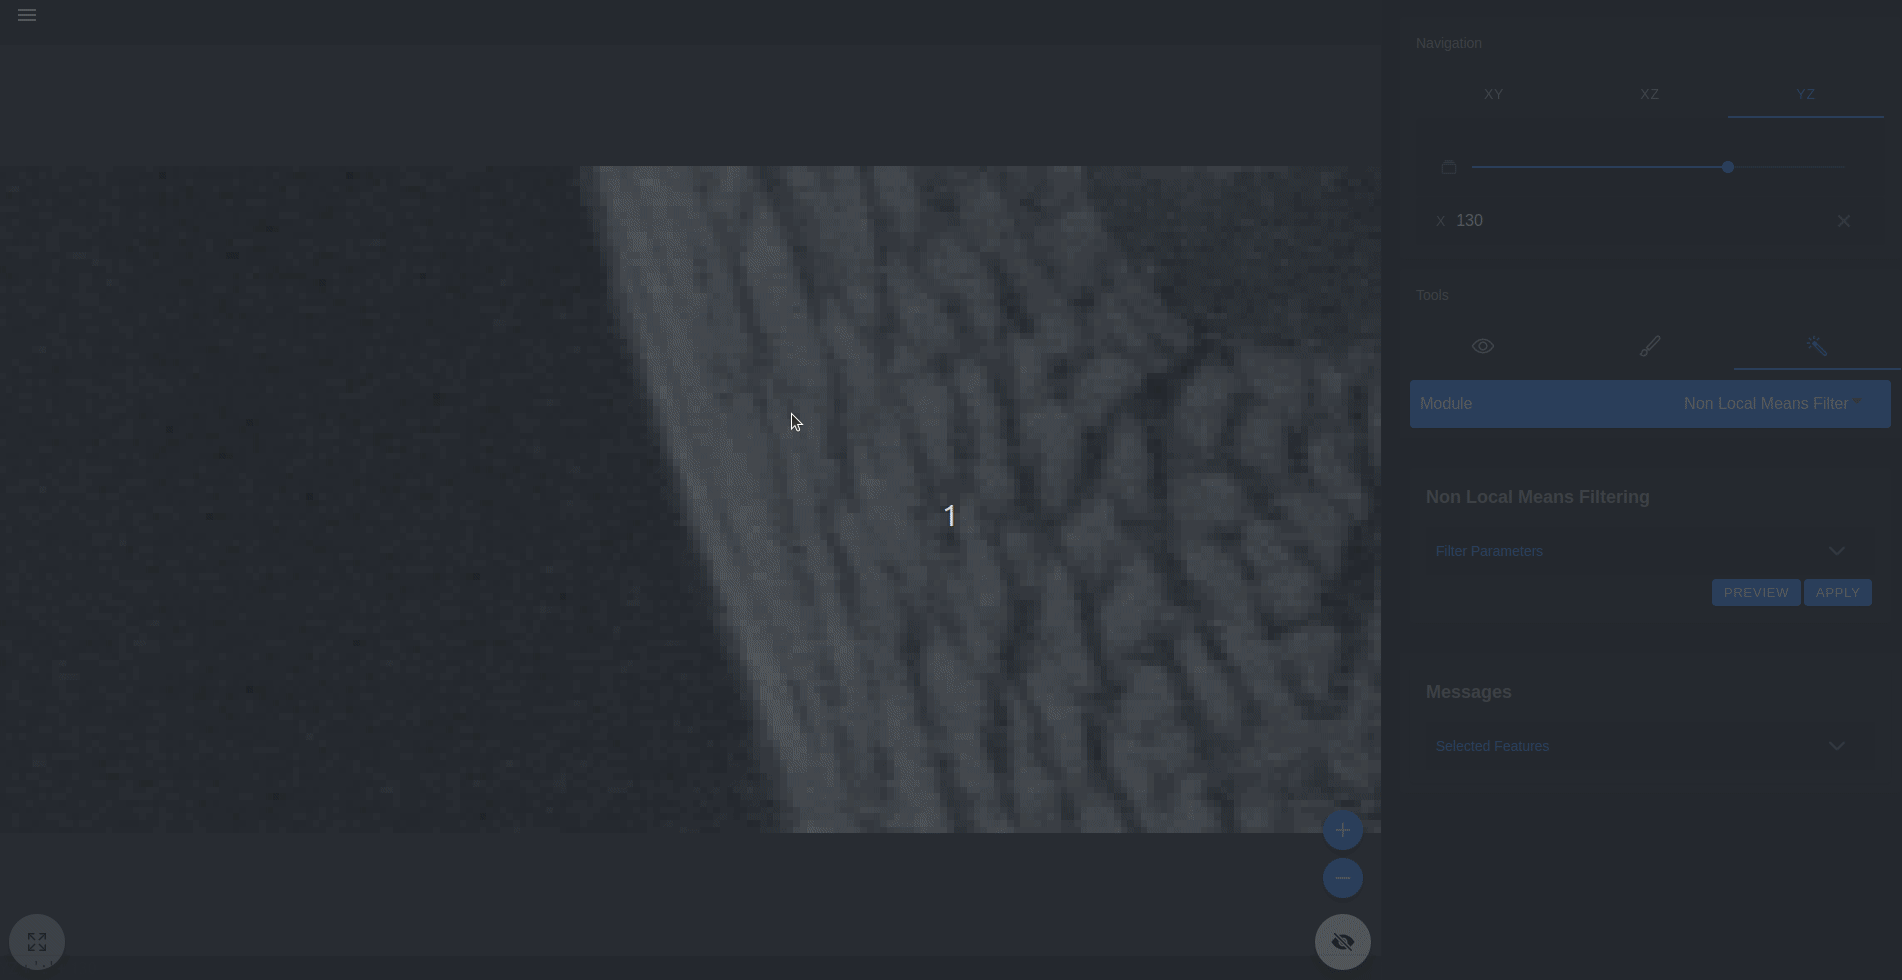 Navigation
XY XZ YZ
X 130
Tools
Module Non Local Means Filter
1
Non Local Means Filtering
Filter Parameters
PREVIEW APPLY
Messages
Selected Features